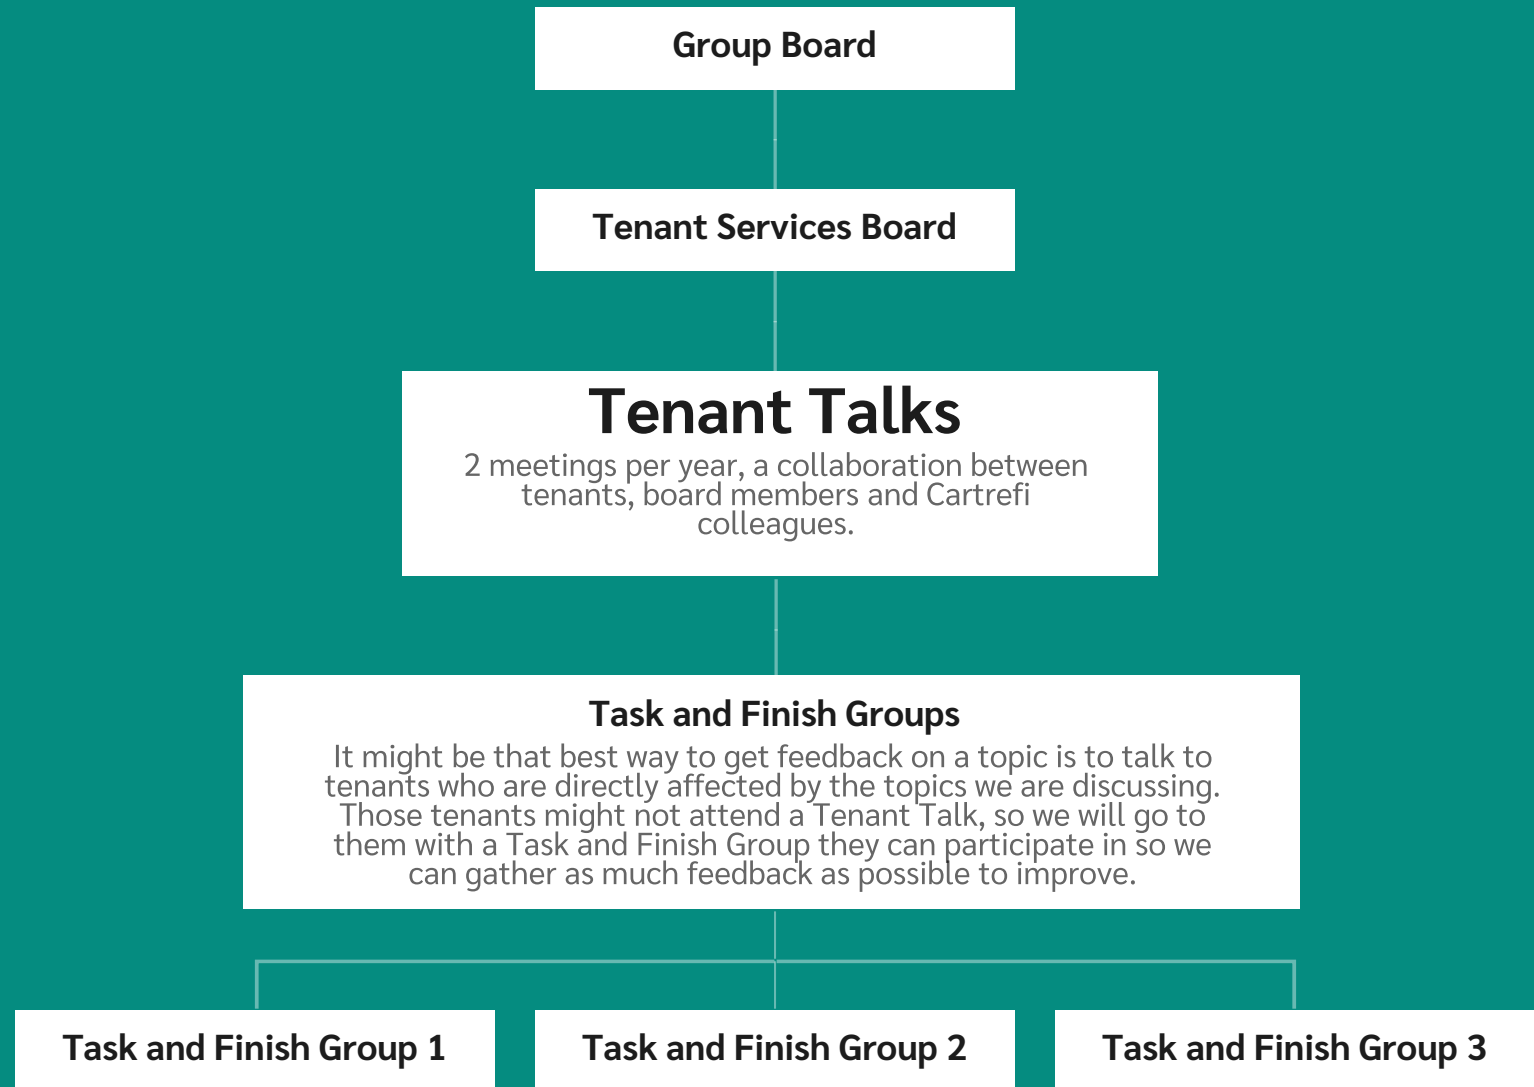 Group Board
Tenant Services Board
Tenant Talks
2 meetings per year, a collaboration between
tenants, board members and Cartrefi
colleagues.
Task and Finish Groups
It might be that best way to get feedback on a topic is to talk to
tenants who are directly affected by the topics we are discussing.
Those tenants might not attend a Tenant Talk, so we will go to
them with a Task and Finish Group they can participate in so we
can gather as much feedback as possible to improve.
Task and Finish Group 1
Task and Finish Group 2
Task and Finish Group 3